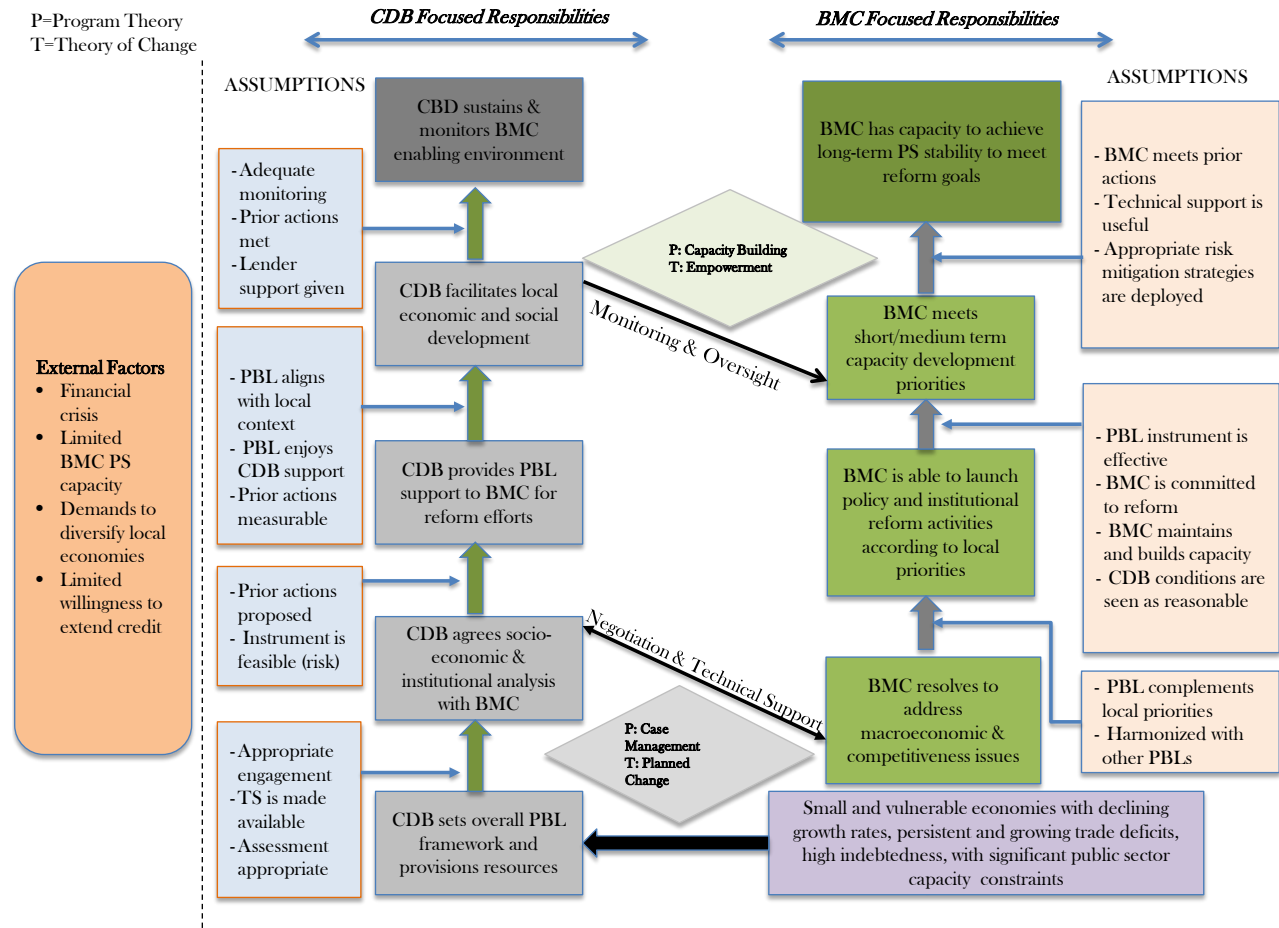 P=Program Theory
T=Theory of Change
CDB Focused Responsibilities
BMC Focused Responsibilities
ASSUMPTIONS
ASSUMPTIONS
External Factors
• Financial
crisis
• Limited
BMC PS
capacity
• Demands to
diversify local
economies
• Limited
willingness to
extend credit
- Adequate
monitoring
- Prior actions
met
- Lender
support given
- PBL aligns
with local
context
- PBL enjoys
CDB support
- Prior actions
measurable
- Prior actions
proposed
- Instrument is
feasible (risk)
- Appropriate
engagement
- TS is made
available
- Assessment
appropriate
CBD sustains &
monitors BMC
enabling environment
CDB facilitates local
economic and social
development
CDB provides PBL
support to BMC for
reform efforts
CDB agrees socio-
economic &
institutional analysis
with BMC
CDB sets overall PBL
framework and
provisions resources
P: Capacity Building
T: Empowerment
Monitoring & Oversight
Negotiation & Technical Support
P: Case
Management
T: Planned
Change
BMC has capacity to achieve
long-term PS stability to meet
reform goals
BMC meets
short/medium term
capacity development
priorities
BMC is able to launch
policy and institutional
reform activities
according to local
priorities
BMC resolves to
address
macroeconomic &
competitiveness issues
Small and vulnerable economies with declining
growth rates, persistent and growing trade deficits,
high indebtedness, with significant public sector
capacity constraints
- BMC meets prior
actions
- Technical support is
useful
- Appropriate risk
mitigation strategies
are deployed
- PBL instrument is
effective
- BMC is committed
to reform
- BMC maintains
and builds capacity
- CDB conditions are
seen as reasonable
- PBL complements
local priorities
- Harmonized with
other PBLs